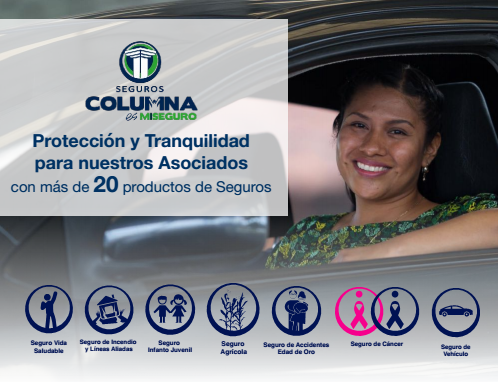 SEGUROS
COLUMNA
es MISEGURO
Protección y Tranquilidad
para nuestros Asociados
con más de 20 productos de Seguros
Seguro Vida
Saludable
Seguro de Incendio
y Líneas Aliadas
Seguro
Infanto Juvenil
Seguro
Agrícola
Seguro de Accidentes
Edad de Oro
Seguro de Cáncer
Seguro de
Vehículo